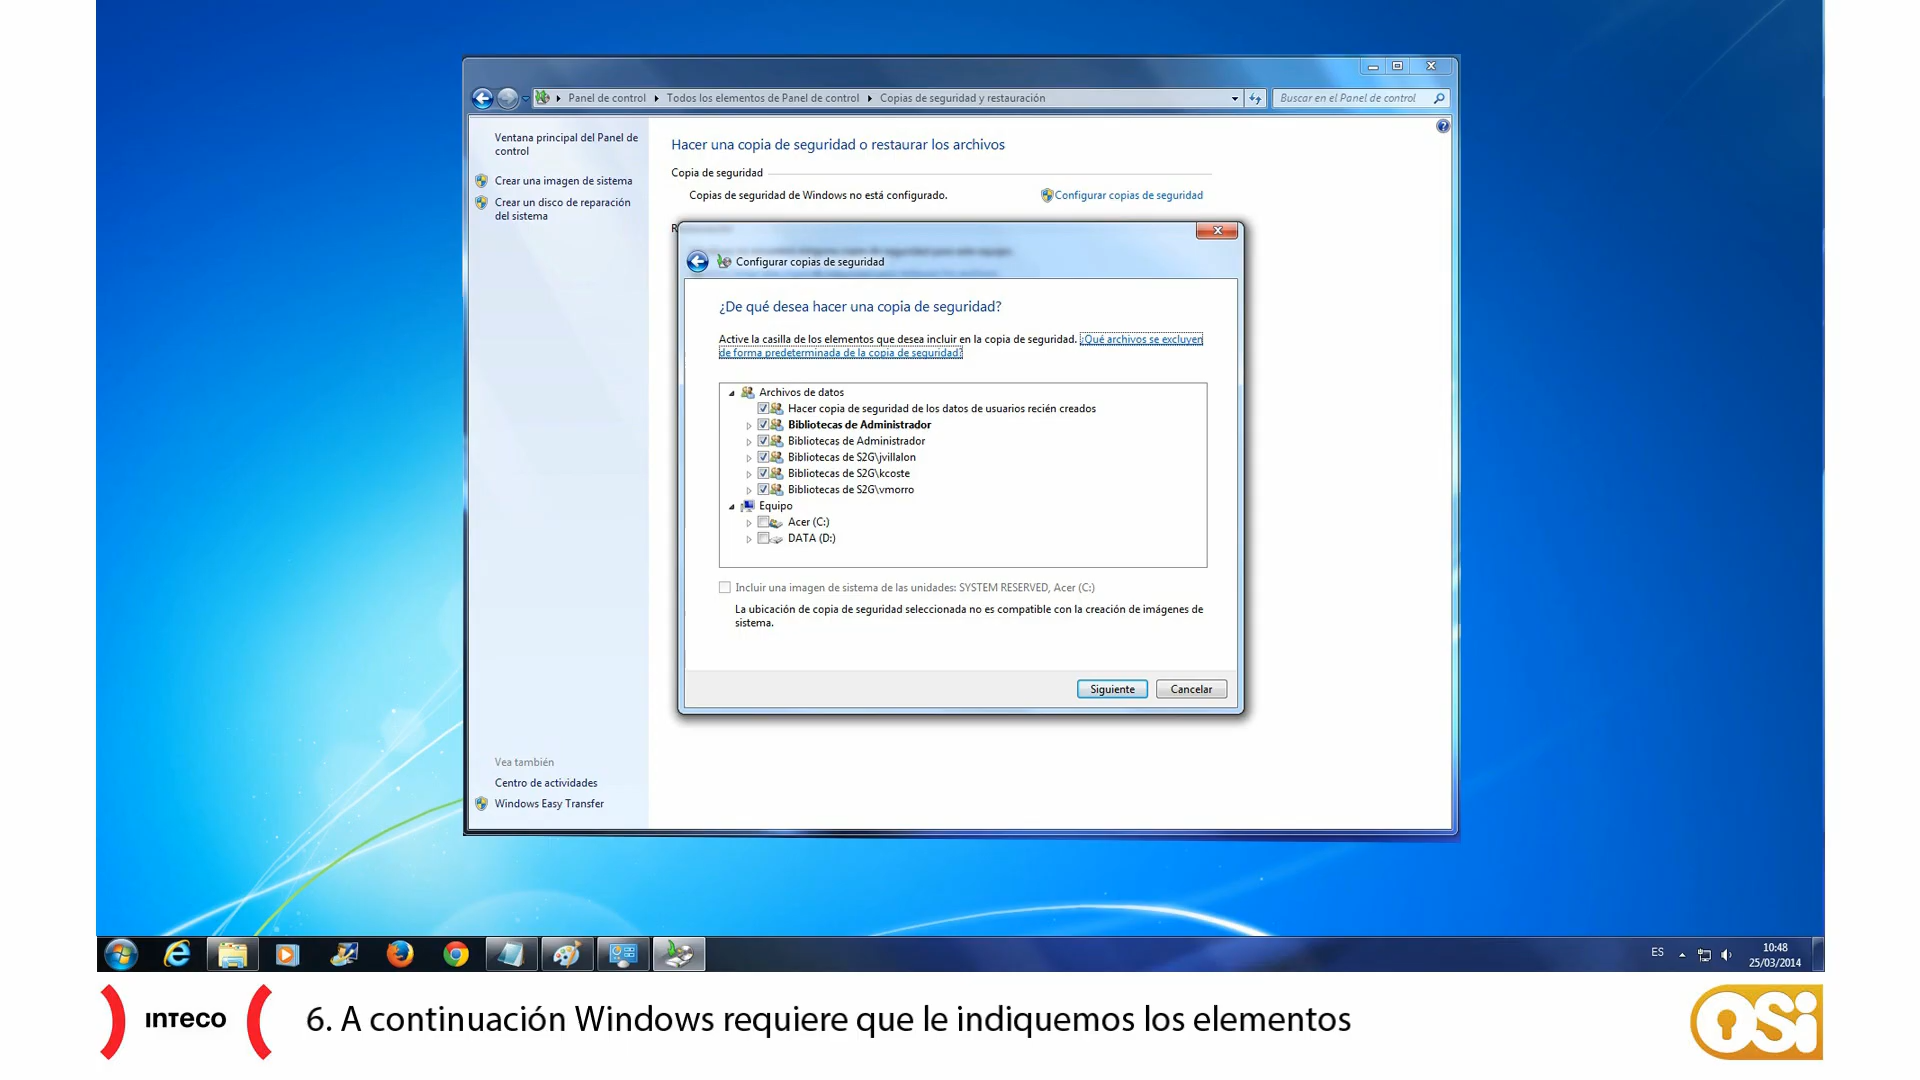 Panel de control
Todos los elementos de Panel de control
Copias de seguridad y restauración
Buscar en el Panel de control
Ventana principal del Panel de
control
Crear una imagen de sistema
Crear un disco de reparación
del sistema
Hacer una copia de seguridad o restaurar los archivos
Copia de seguridad
Copias de seguridad de Windows no está configurado.
Configurar copias de seguridad
Configurar copias de seguridad
¿De qué desea hacer una copia de seguridad?
Active la casilla de los elementos que desea incluir en la copia de seguridad. ¿Qué archivos se excluyen
de forma predeterminada de la copia de seguridad?
Archivos de datos
Hacer copia de seguridad de los datos de usuarios recién creados
Bibliotecas de Administrador
Bibliotecas de Administrador
Bibliotecas de S2G\jvillalon
Bibliotecas de S2G\kcoste
Bibliotecas de S2G\vmorro
Equipo
Acer (C:)
DATA (D:)
Incluir una imagen de sistema de las unidades: SYSTEM RESERVED, Acer (C:)
La ubicación de copia de seguridad seleccionada no es compatible con la creación de imágenes de
sistema.
Siguiente
Cancelar
Vea también
Centro de actividades
Windows Easy Transfer
ES
10:48
25/03/2014
INTECO
6. A continuación Windows requiere que le indiquemos los elementos
OSi